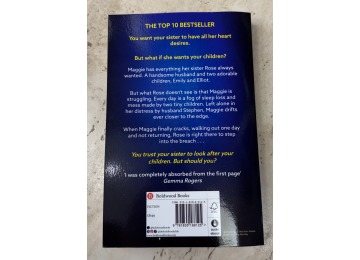 THE TOP 10 BESTSELLER
You want your sister to have all her heart
desires.
But what if she wants your children?
Maggie has everything her sister Rose always
wanted. A handsome husband and two adorable
children, Emily and Elliot.
But what Rose doesn't see is that Maggie is
struggling. Every day is a fog of sleep loss and
mess made by two tiny children. Left alone in
her distress by husband Stephen, Maggie drifts
ever closer to the edge.
When Maggie finally cracks, walking out one day
and not returning, Rose is right there to step
into the breach . . .
You trust your sister to look after your
children. But should you?
'I was completely absorbed from the first page'
Gemma Rogers
Boldwood Books
FSC